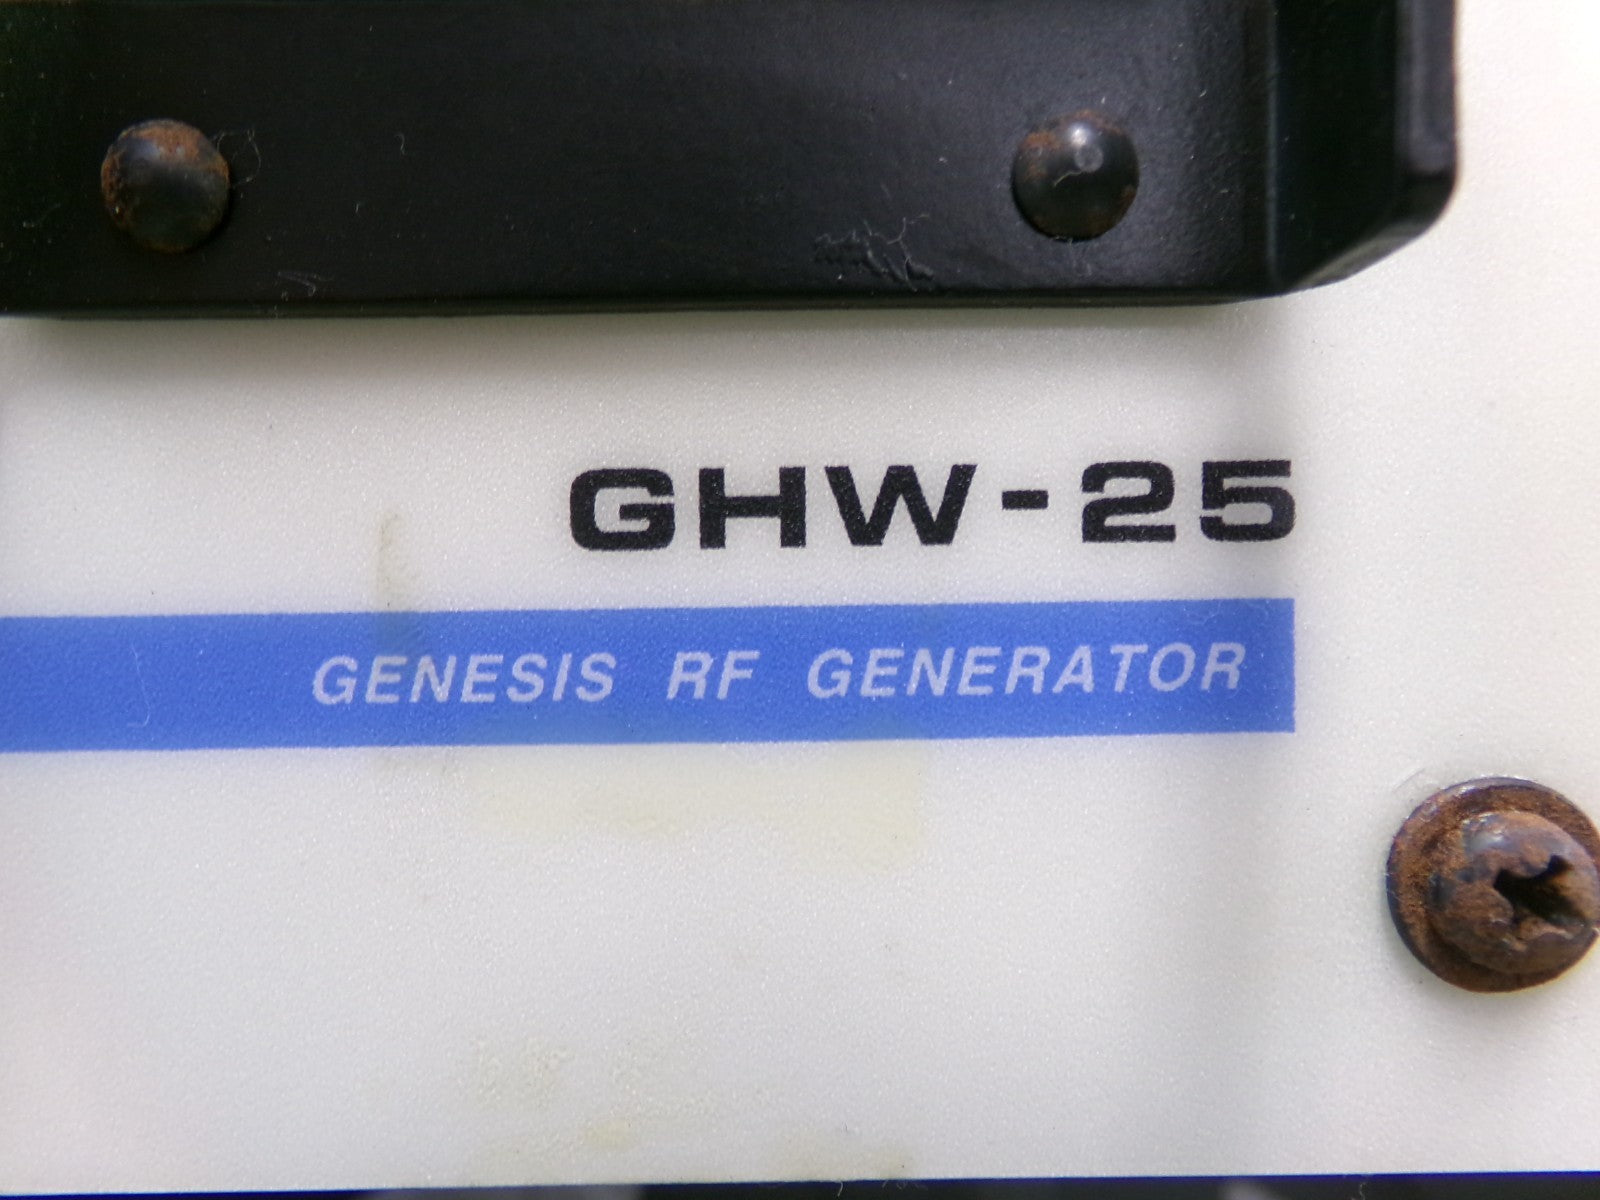 GHW-25
GENESIS RF GENERATOR